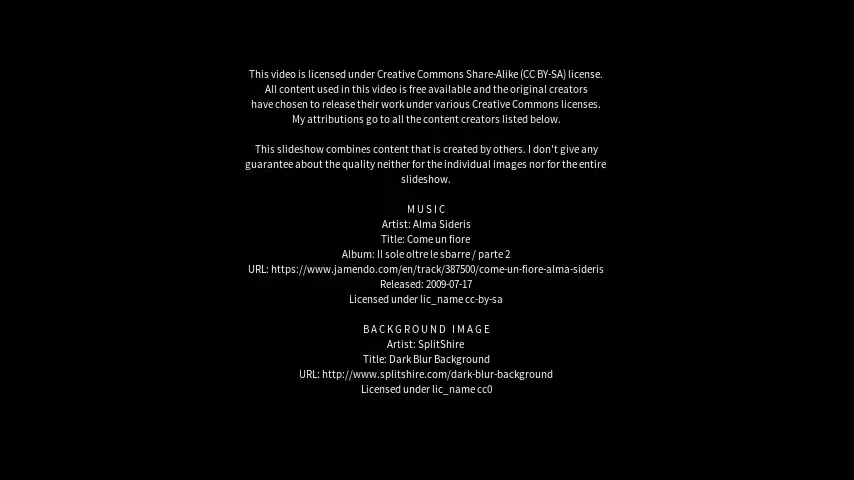 This video is licensed under Creative Commons Share-Alike (CC BY-SA) license.
All content used in this video is free available and the original creators
have chosen to release their work under various Creative Commons licenses.
My attributions go to all the content creators listed below.
This slideshow combines content that is created by others. I don't give any
guarantee about the quality neither for the individual images nor for the entire
slideshow.
MUSIC
Artist: Alma Sideris
Title: Come un fiore
Album: Il sole oltre le sbarre / parte 2
URL: https://www.jamendo.com/en/track/387500/come-un-fiore-alma-sideris
Released: 2009-07-17
Licensed under lic_name cc-by-sa
BACKGROUND IMAGE
Artist: SplitShire
Title: Dark Blur Background
URL: http://www.splitshire.com/dark-blur-background
Licensed under lic_name cc0